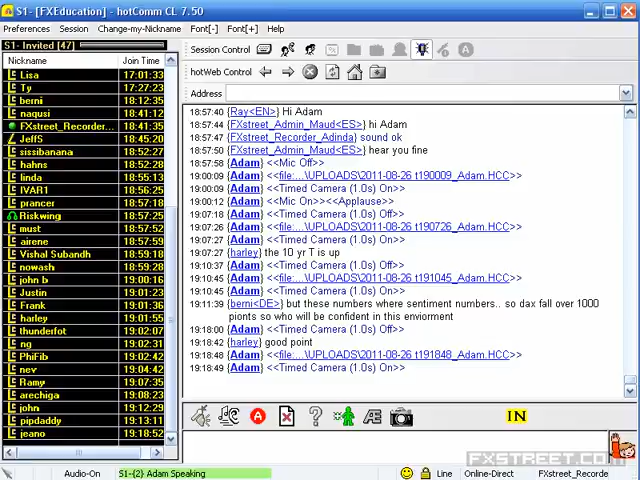 S1- [FXEducation] - hotComm CL 7.50
Preferences Session Change-my-Nickname Font[-] Font[+] Help
S1- Invited [47]
Nickname Join Time
Lisa 17:01:33
Ty 17:27:23
berni 18:12:35
naqusi 18:41:12
FXstreet_Recorder... 18:41:35
JeffS 18:45:20
sissibanana 18:52:27
hahns 18:52:27
linda 18:55:13
IVAR1 18:56:25
prancer 18:57:25
Riskwing 18:57:25
must 18:57:59
airene 18:57:59
Vishal Subandh 18:59:18
nowash 18:59:28
john b 19:00:16
Justin 19:01:23
Frank 19:01:36
harley 19:01:55
thunderfot 19:02:07
ng 19:02:31
PhiFib 19:02:42
nev 19:04:42
Ramy 19:07:35
arechiga 19:08:23
john 19:12:29
pipdaddy 19:13:11
jeano 19:18:52
Session Control
hotWeb Control
Address
18:57:40 {Ray<EN>} Hi Adam
18:57:44 {FXstreet_Admin_Maud<ES>} hi Adam
18:57:47 {FXstreet_Recorder_Adinda} sound ok
18:57:50 {FXstreet_Admin_Maud<ES>} hear you fine
18:57:58 {Adam} <<Mic Off>>
19:00:09 {Adam} <<file:...\UPLOADS\2011-08-26 t190009_Adam.HCC>>
19:00:09 {Adam} <<Timed Camera (1.0s) On>>
19:00:12 {Adam} <<Mic On>><<Applause>>
19:07:18 {Adam} <<Timed Camera (1.0s) Off>>
19:07:26 {Adam} <<file:...\UPLOADS\2011-08-26 t190726_Adam.HCC>>
19:07:27 {Adam} <<Timed Camera (1.0s) On>>
19:07:27 {harley} the 10 yr T is up
19:10:37 {Adam} <<Timed Camera (1.0s) Off>>
19:10:45 {Adam} <<file:...\UPLOADS\2011-08-26 t191045_Adam.HCC>>
19:10:45 {Adam} <<Timed Camera (1.0s) On>>
19:11:39 {berni<DE>} but these numbers where sentiment numbers.. so dax fall over 1000
pionts so who will be confident in this enviorment
19:18:00 {Adam} <<Timed Camera (1.0s) Off>>
19:18:42 {harley} good point
19:18:48 {Adam} <<file:...\UPLOADS\2011-08-26 t191848_Adam.HCC>>
19:18:49 {Adam} <<Timed Camera (1.0s) On>>
IN
FXSTREET.COM
Audio-On S1-{2} Adam Speaking Line Online-Direct FXstreet_Recorde